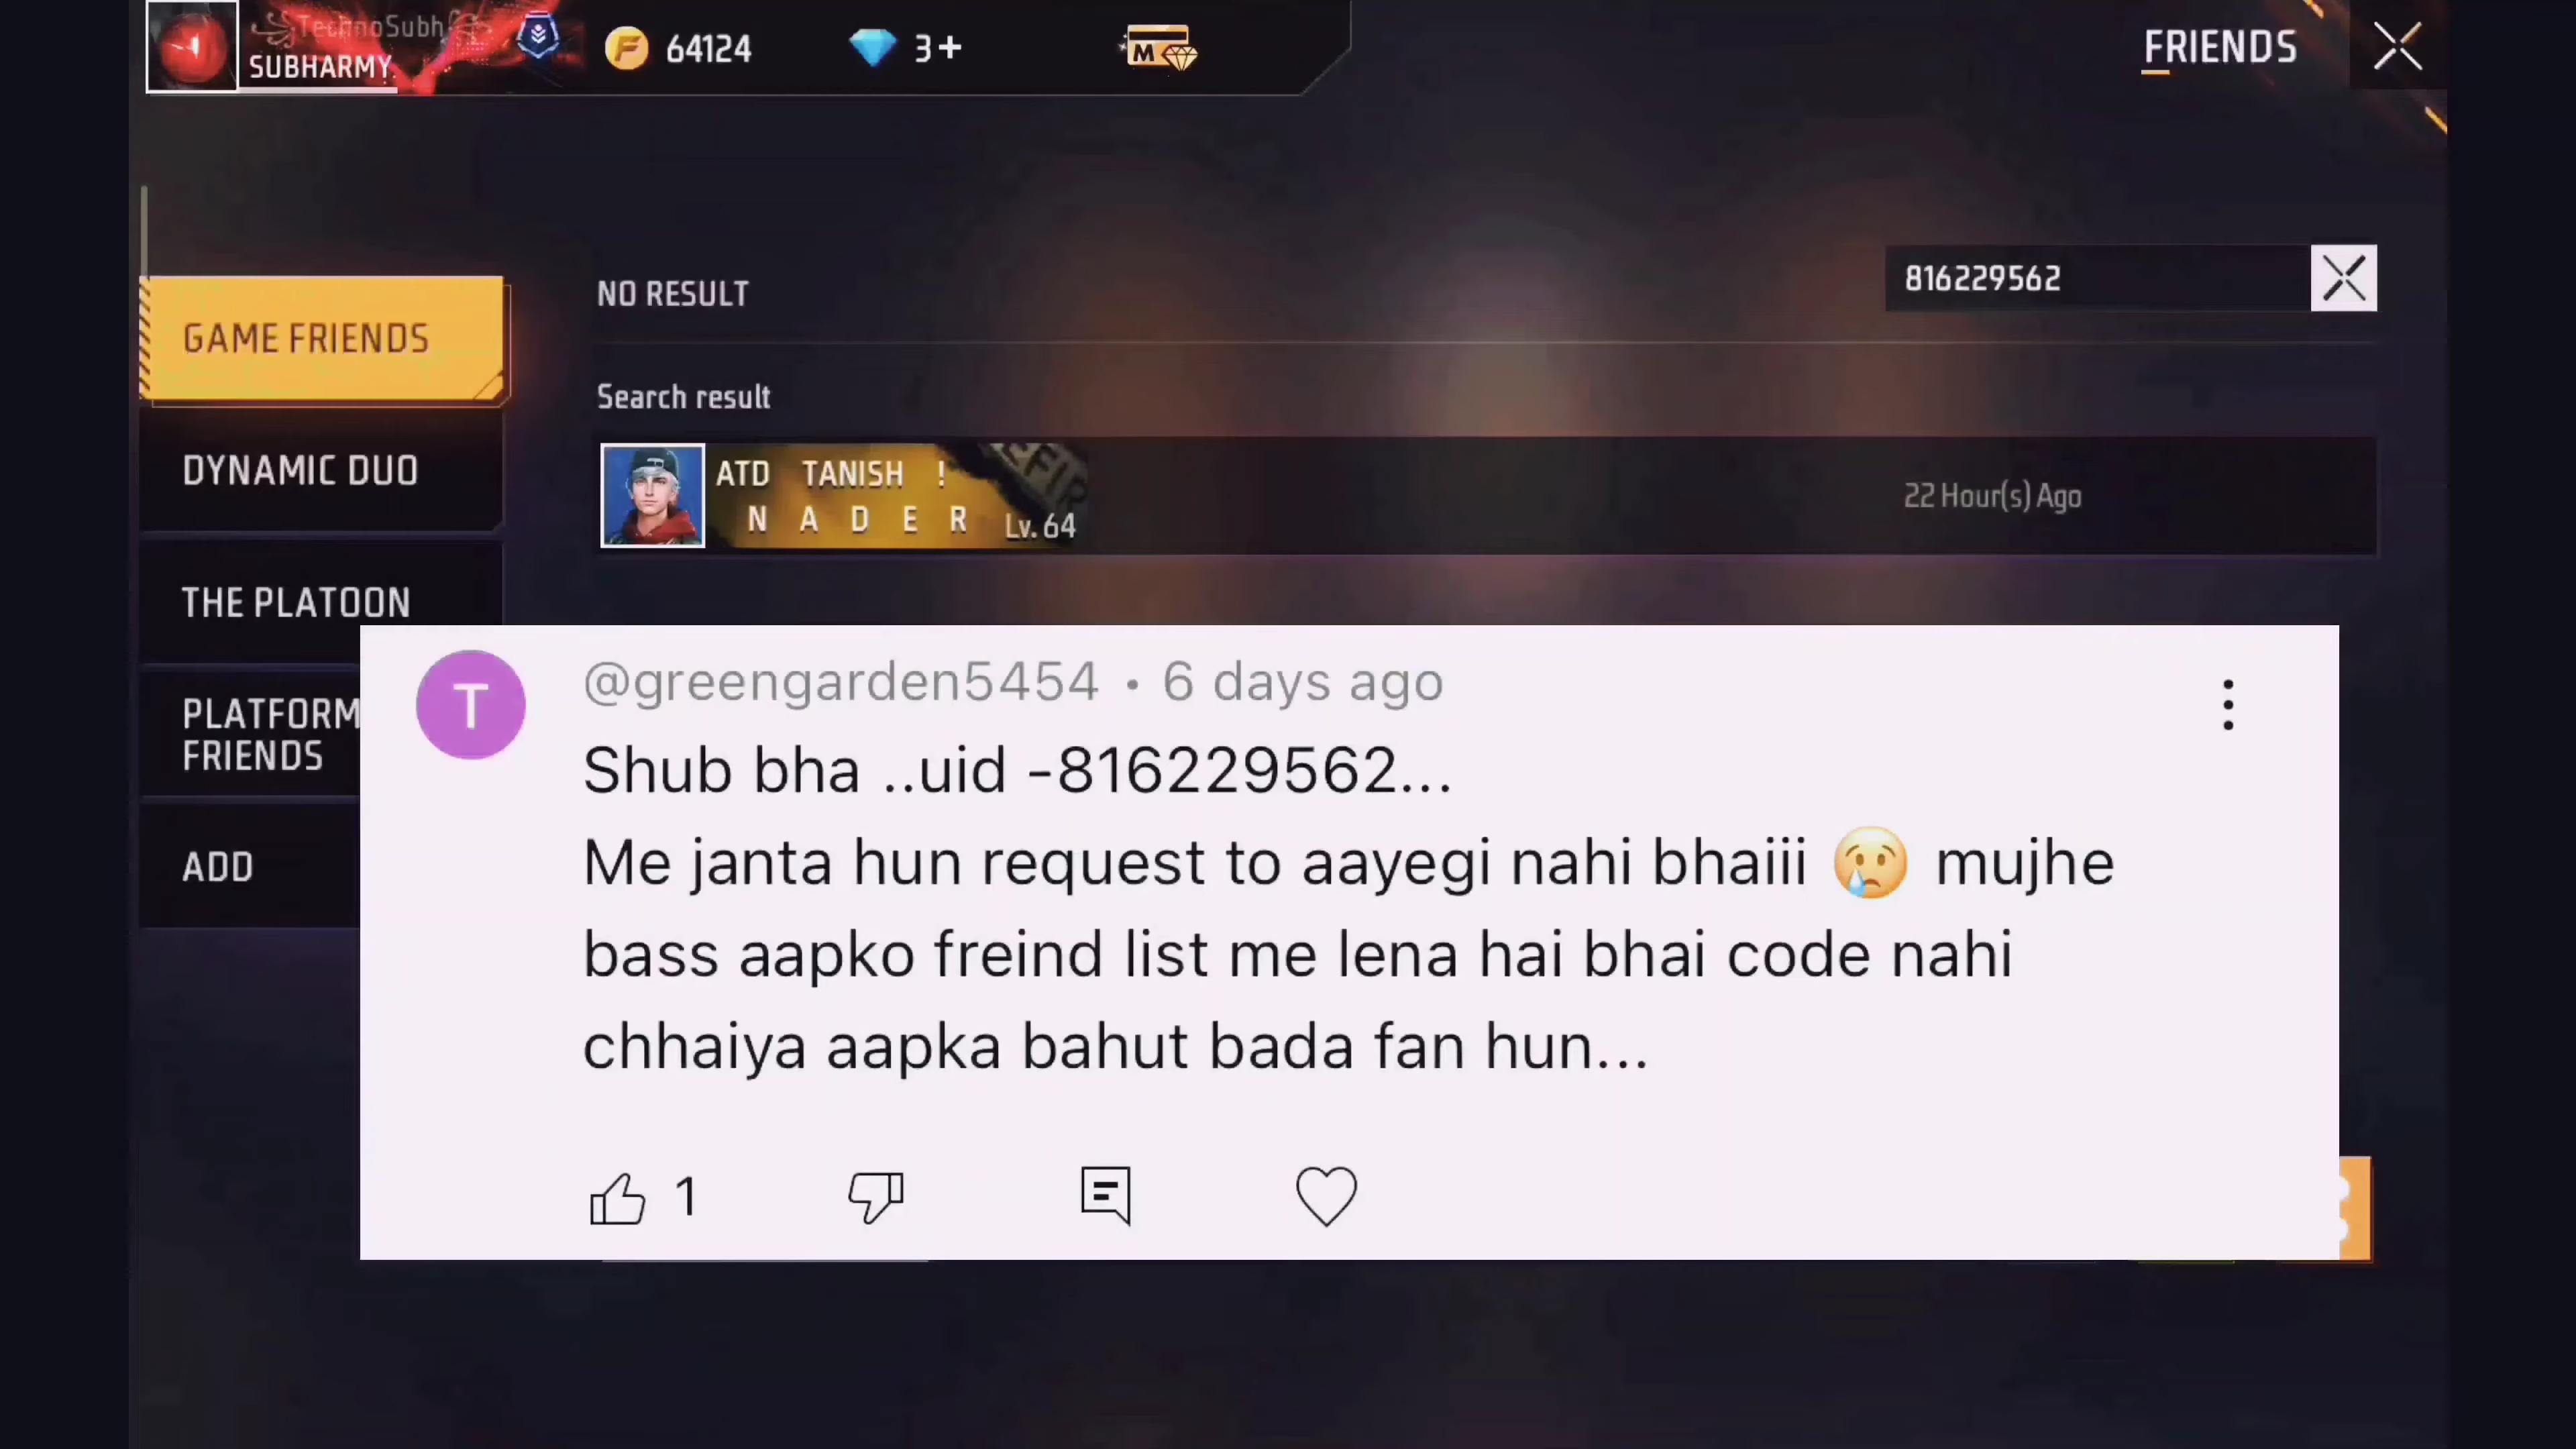 TechnoSubh
SUBHARMY
64124
3+
M
FRIENDS
816229562
NO RESULT
GAME FRIENDS
Search result
ATD TANISH !
N A D E R
Lv. 64
22 Hour(s) Ago
DYNAMIC DUO
THE PLATOON
PLATFORM
FRIENDS
ADD
T
@greengarden5454 • 6 days ago
Shub bha ..uid -816229562...
Me janta hun request to aayegi nahi bhaiii 😢 mujhe
bass aapko freind list me lena hai bhai code nahi
chhaiya aapka bahut bada fan hun...
1